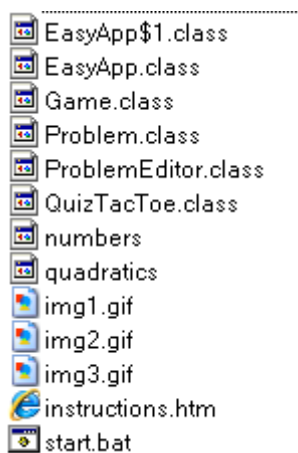 EasyApp$1.class
EasyApp.class
Game.class
Problem.class
ProblemEditor.class
QuizTacToe.class
numbers
quadratics
img1.gif
img2.gif
img3.gif
instructions.htm
start.bat